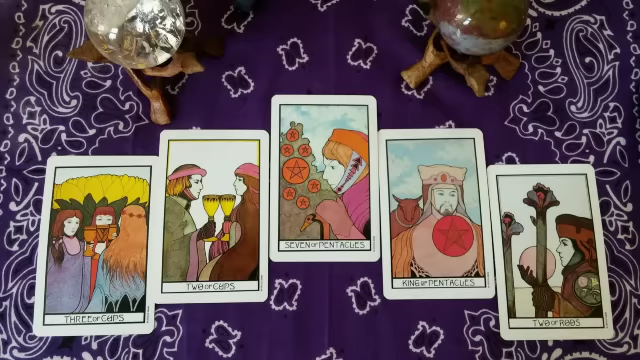 THREE OF CUPS
TWO OF CUPS
SEVEN OF PENTACLES
KING OF PENTACLES
TWO OF RODS